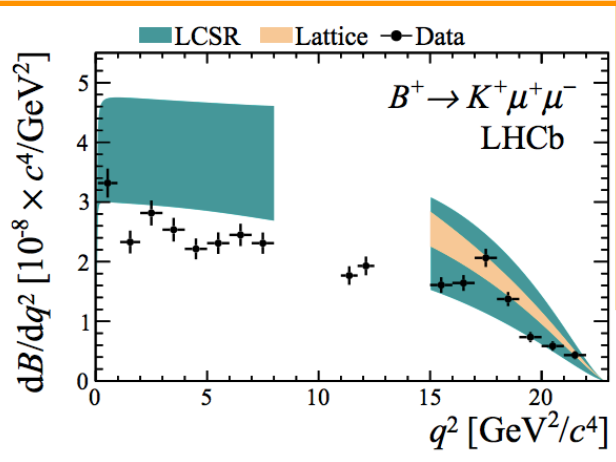 LCSR Lattice Data
B⁺ → K⁺μ⁺μ⁻
LHCb
dB/dq² [10⁻⁸ × c⁴/GeV²]
5
4
3
2
1
0
0 5 10 15 20
q² [GeV²/c⁴]